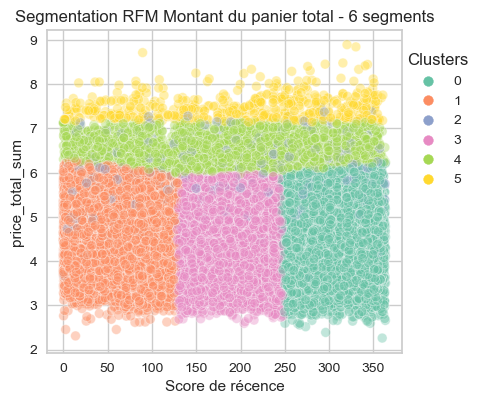 Segmentation RFM Montant du panier total - 6 segments
9
8
7
6
5
4
3
2
price_total_sum
0 50 100 150 200 250 300 350
Score de récence
Clusters
0
1
2
3
4
5